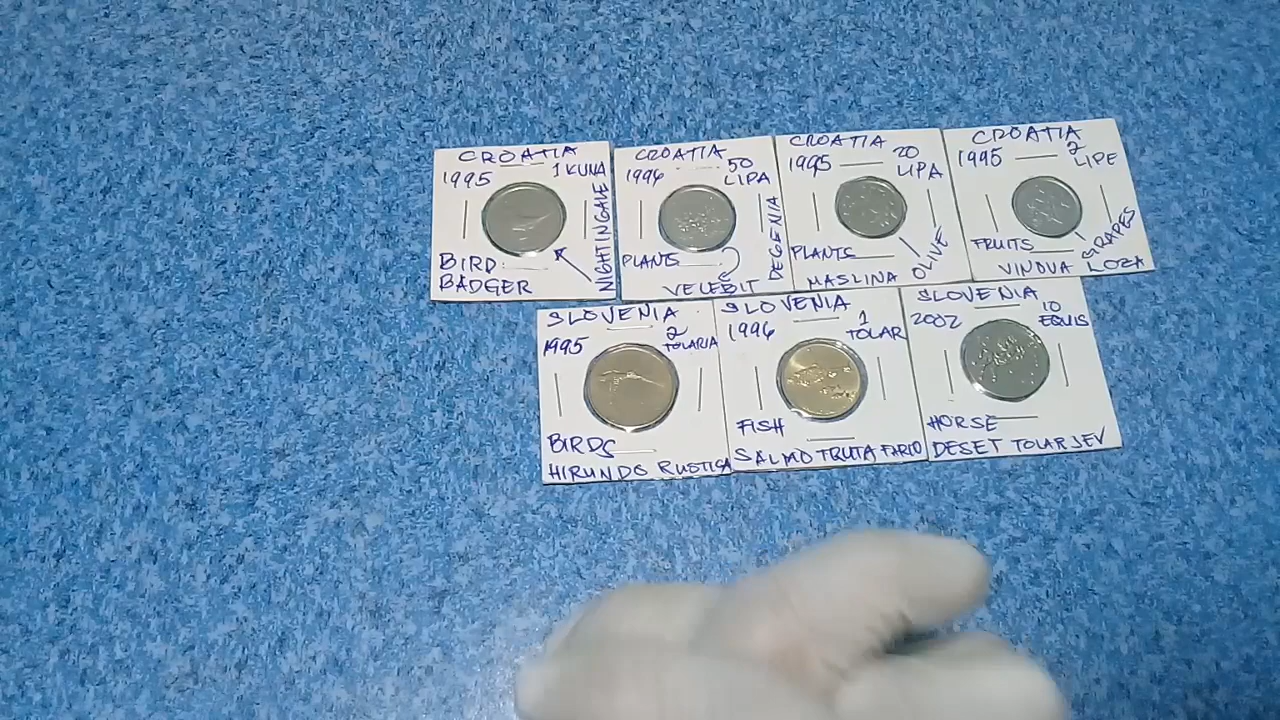 CROATIA
1995 1 KUNA
NIGHTINGALE
BIRD
BADGER
CROATIA
1996 50
LIPA
DEGENIA
PLANTS
VELEBIT
CROATIA
1995 20
LIPA
PLANTS
OLIVE
MASLINA
CROATIA
1995 2
LIPE
FRUITS
GRAPES
VINOVA LOZA
SLOVENIA
1995 2
TOLARJA
BIRDS
HIRUNDO RUSTICA
SLOVENIA
1996 1
TOLAR
FISH
SALMO TRUTA FARIO
SLOVENIA
2002 10
EQUIS
HORSE
DESET TOLARJEV